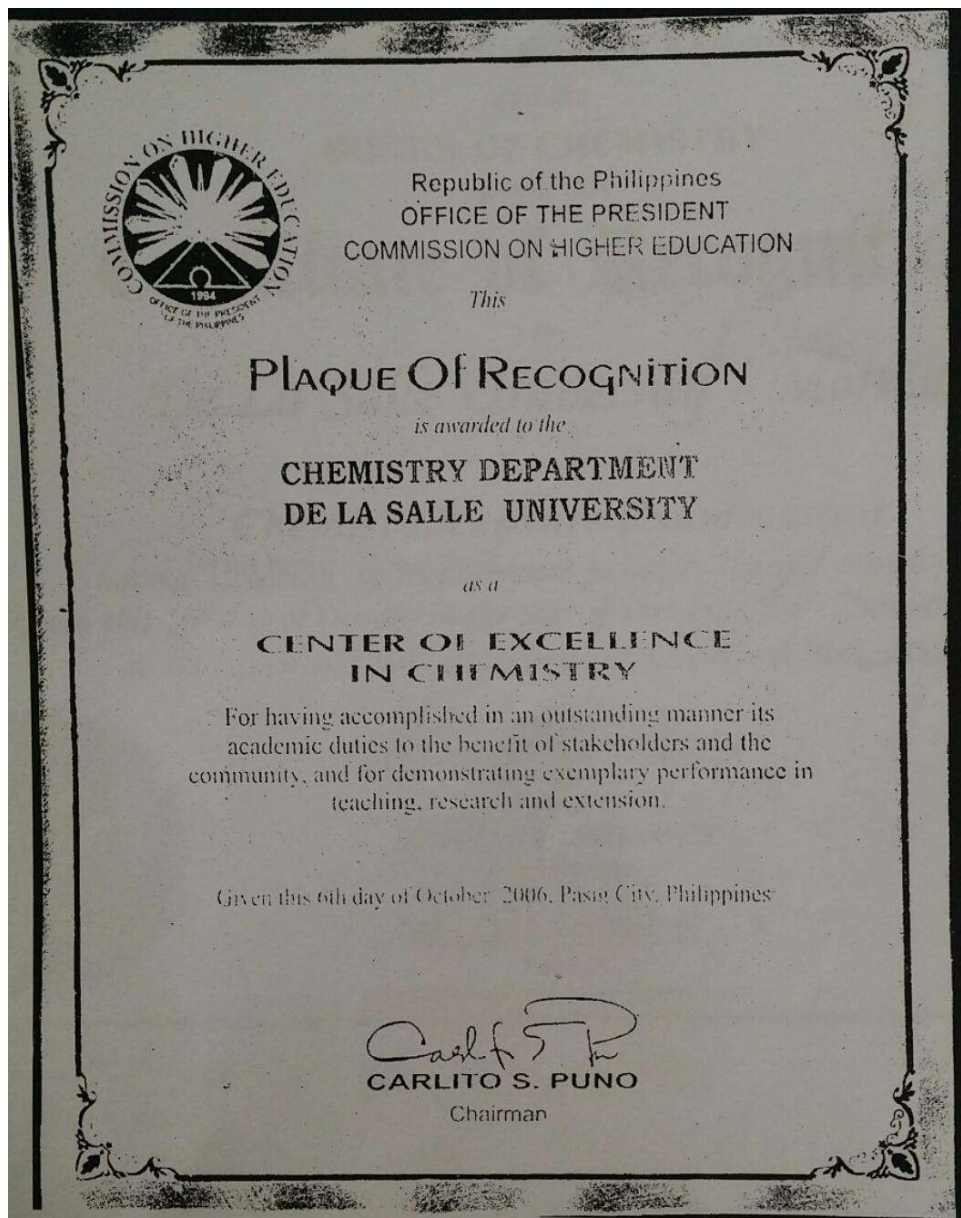 COMMISSION ON HIGHER EDUCATION
1994
OFFICE OF THE PRESIDENT
OF THE PHILIPPINES
Republic of the Philippines
OFFICE OF THE PRESIDENT
COMMISSION ON HIGHER EDUCATION
This
Plaque Of Recognition
is awarded to the
CHEMISTRY DEPARTMENT
DE LA SALLE UNIVERSITY
as a
CENTER OF EXCELLENCE
IN CHEMISTRY
For having accomplished in an outstanding manner its
academic duties to the benefit of stakeholders and the
community, and for demonstrating exemplary performance in
teaching, research and extension.
Given this 6th day of October 2006, Pasig City, Philippines
CARLITO S. PUNO
Chairman